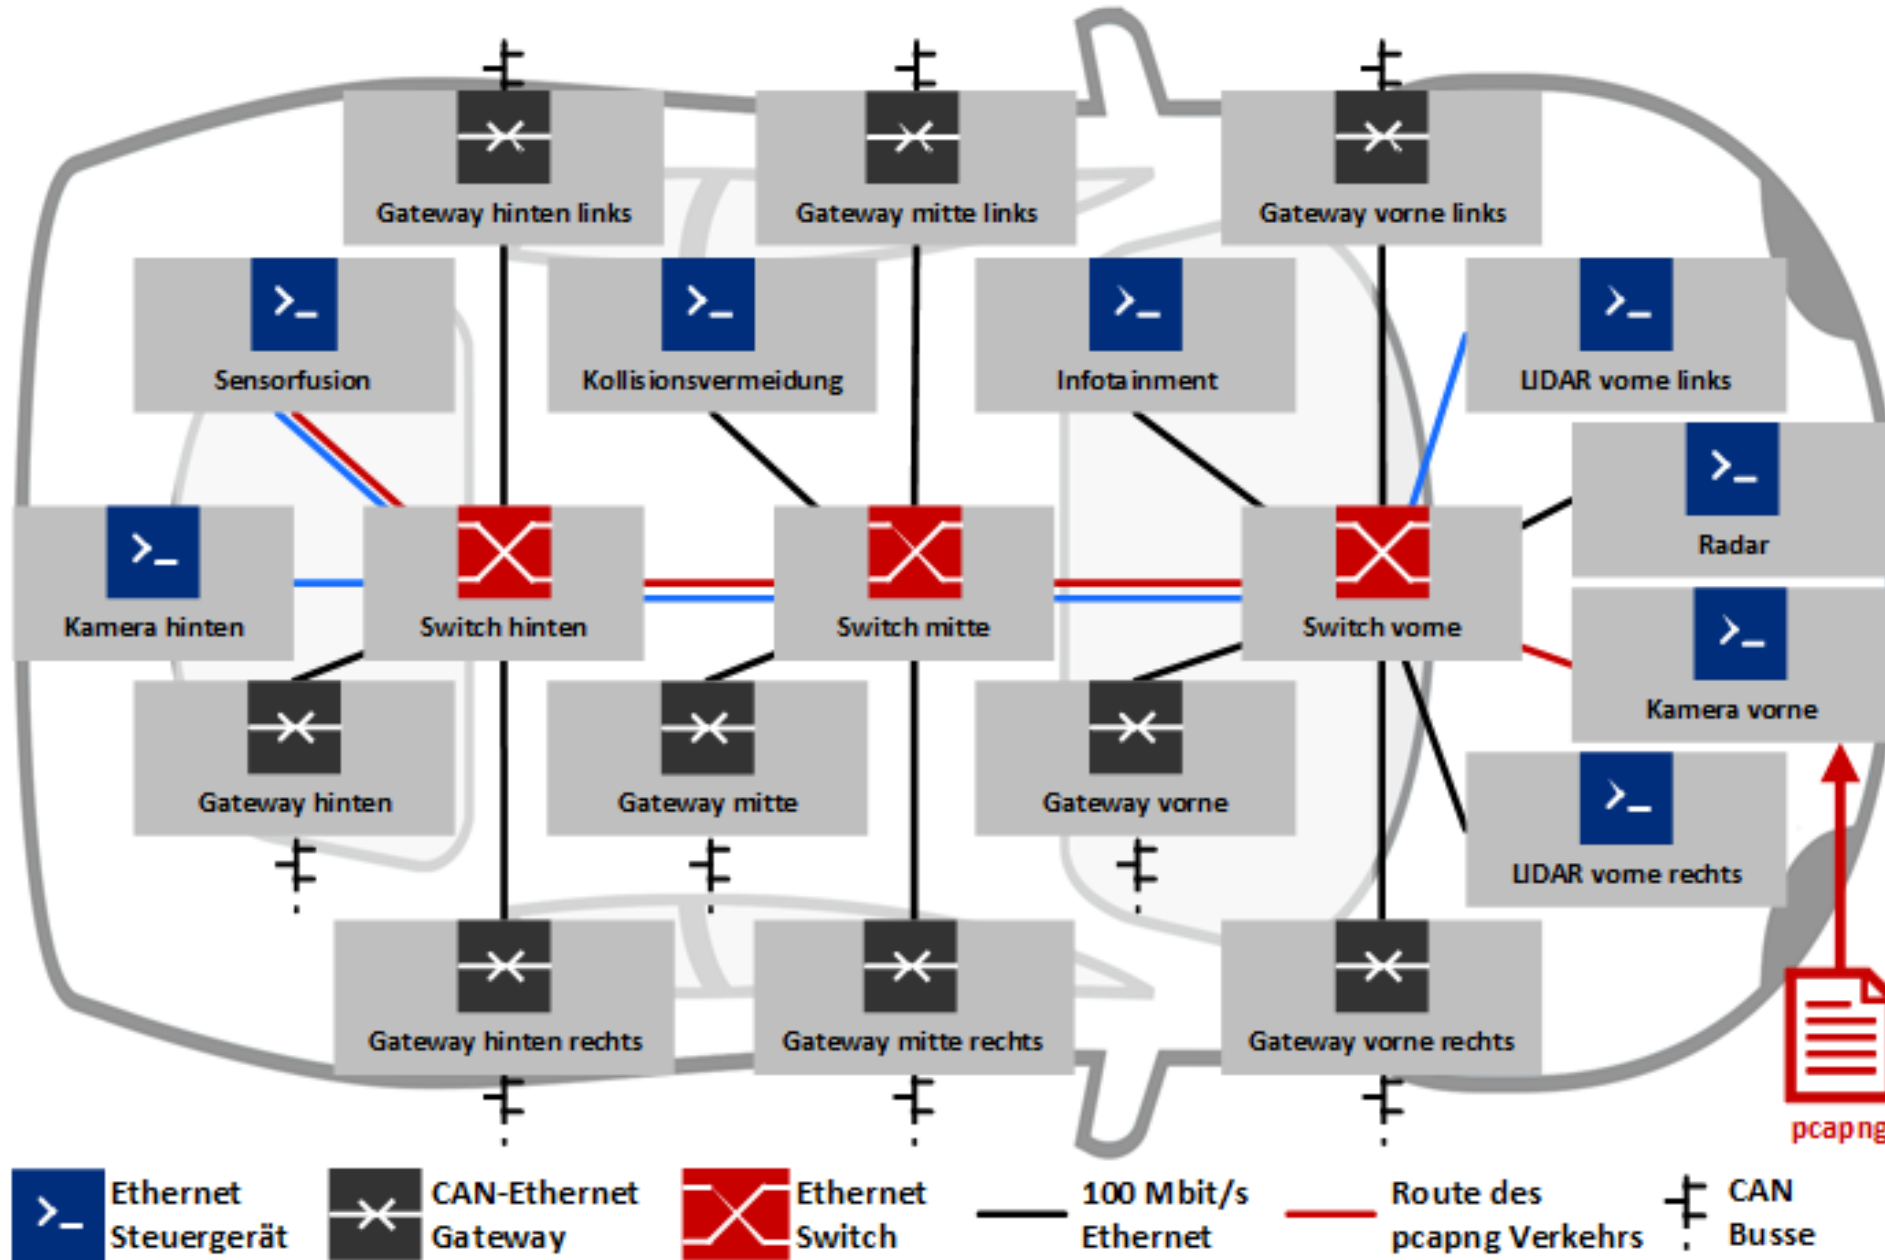 Gateway hinten links
Gateway mitte links
Gateway vorne links
Sensorfusion
Kollisionsvermeidung
Infotainment
LIDAR vorne links
Radar
Kamera hinten
Switch hinten
Switch mitte
Switch vorne
Kamera vorne
Gateway hinten
Gateway mitte
Gateway vorne
LIDAR vorne rechts
Gateway hinten rechts
Gateway mitte rechts
Gateway vorne rechts
pcapng
Ethernet
Steuergerät
CAN-Ethernet
Gateway
Ethernet
Switch
100 Mbit/s
Ethernet
Route des
pcapng Verkehrs
CAN
Busse